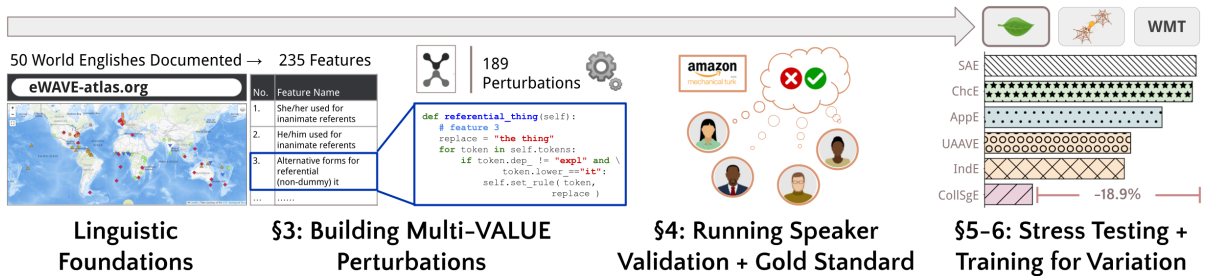 50 World Englishes Documented → 235 Features
eWAVE-atlas.org
No. Feature Name
1. She/her used for
inanimate referents
2. He/him used for
inanimate referents
3. Alternative forms for
referential
(non-dummy) it
... ......
189
Perturbations
def referential_thing(self):
# feature 3
replace = "the thing"
for token in self.tokens:
if token.dep_ != "expl" and \
token.lower_=="it":
self.set_rule( token,
replace )
amazon
mechanical turk
WMT
SAE
ChcE
AppE
UAAVE
IndE
CollSgE
-18.9%
Linguistic
Foundations
§3: Building Multi-VALUE
Perturbations
§4: Running Speaker
Validation + Gold Standard
§5-6: Stress Testing +
Training for Variation